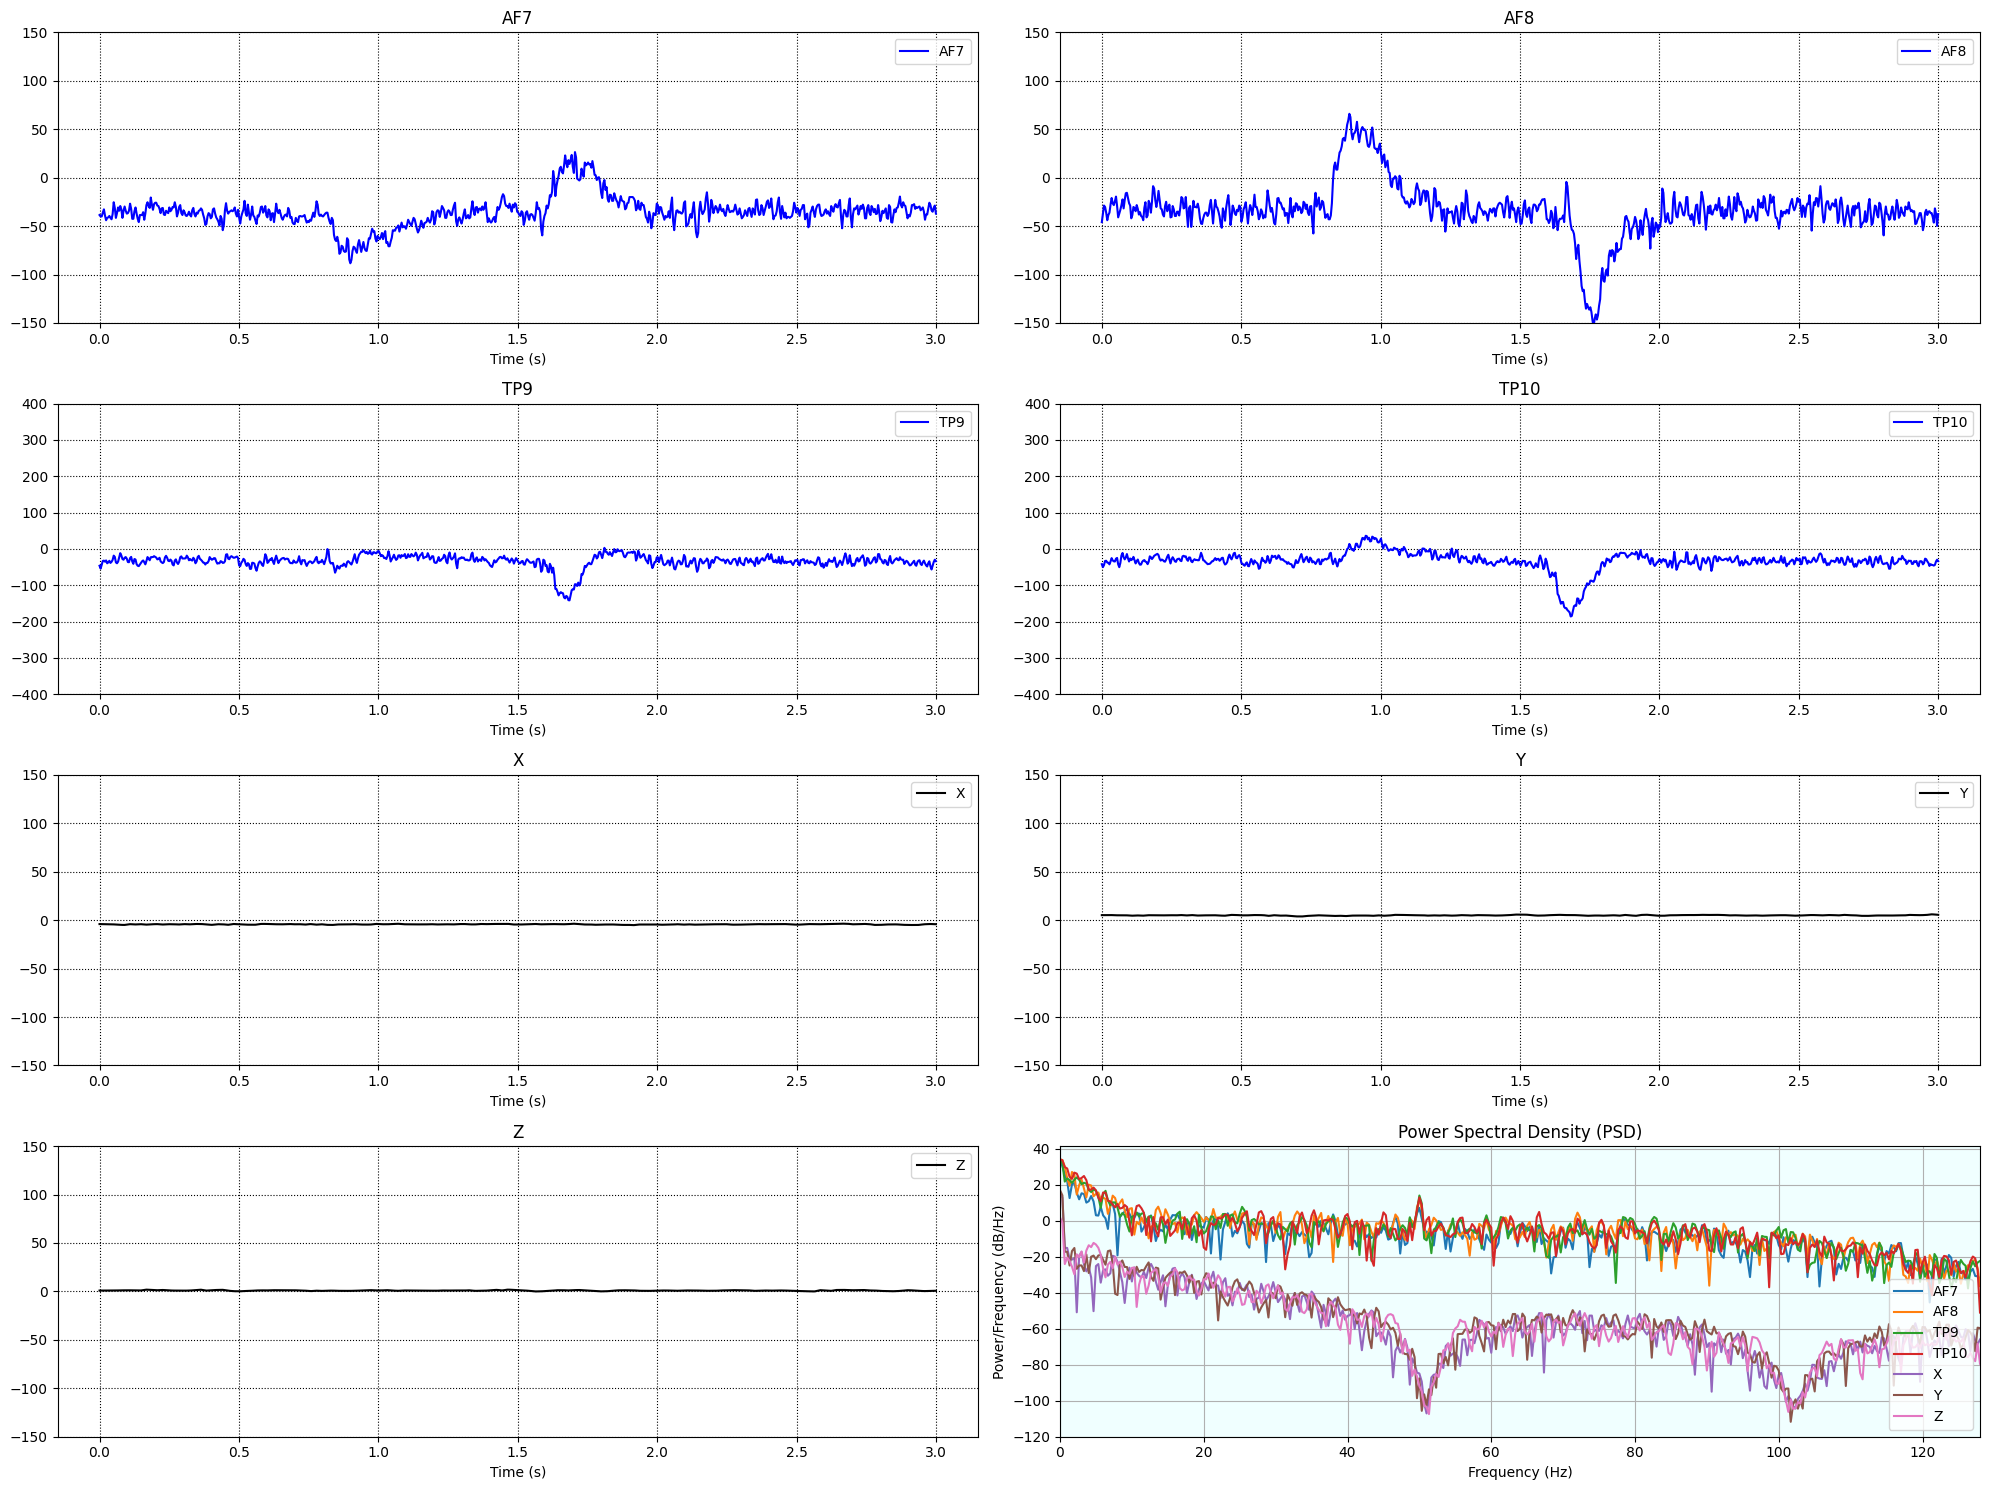 AF7
150
100
50
0
−50
−100
−150
0.0 0.5 1.0 1.5 2.0 2.5 3.0
Time (s)
AF7
AF8
150
100
50
0
−50
−100
−150
0.0 0.5 1.0 1.5 2.0 2.5 3.0
Time (s)
AF8
TP9
400
300
200
100
0
−100
−200
−300
−400
0.0 0.5 1.0 1.5 2.0 2.5 3.0
Time (s)
TP9
TP10
400
300
200
100
0
−100
−200
−300
−400
0.0 0.5 1.0 1.5 2.0 2.5 3.0
Time (s)
TP10
X
150
100
50
0
−50
−100
−150
0.0 0.5 1.0 1.5 2.0 2.5 3.0
Time (s)
X
Y
150
100
50
0
−50
−100
−150
0.0 0.5 1.0 1.5 2.0 2.5 3.0
Time (s)
Y
Z
150
100
50
0
−50
−100
−150
0.0 0.5 1.0 1.5 2.0 2.5 3.0
Time (s)
Z
Power Spectral Density (PSD)
Power/Frequency (dB/Hz)
40
20
0
−20
−40
−60
−80
−100
−120
0 20 40 60 80 100 120
Frequency (Hz)
AF7
AF8
TP9
TP10
X
Y
Z